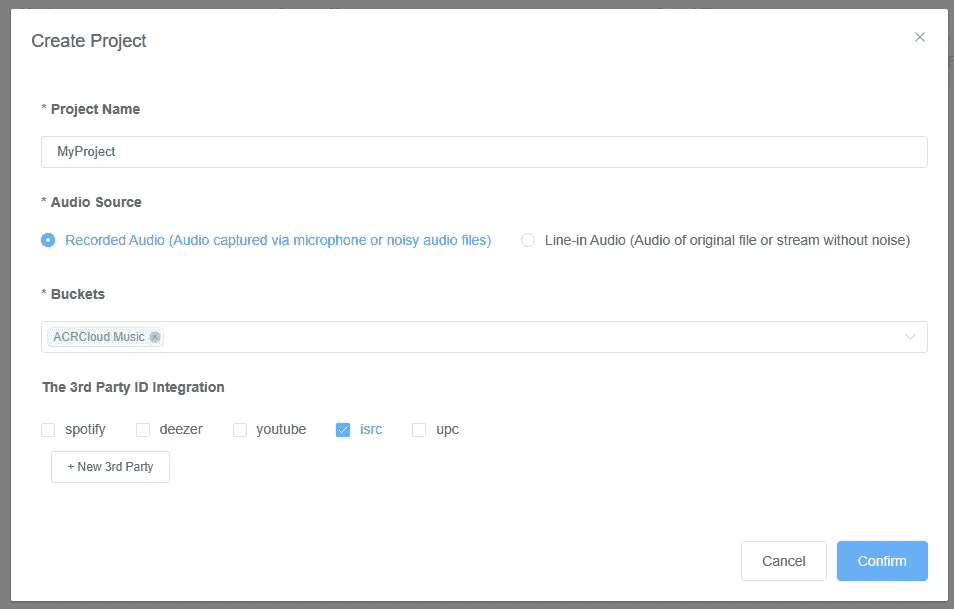 Create Project
* Project Name
MyProject
* Audio Source
Recorded Audio (Audio captured via microphone or noisy audio files) Line-in Audio (Audio of original file or stream without noise)
* Buckets
ACRCloud Music
The 3rd Party ID Integration
spotify deezer youtube isrc upc
+ New 3rd Party
Cancel Confirm